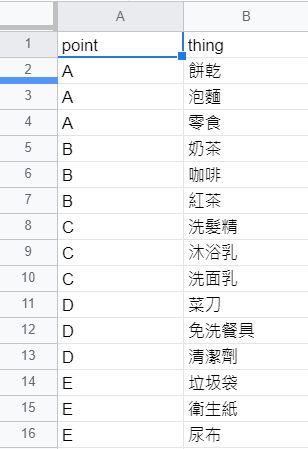 A B
1 point thing
2 A 餅乾
3 A 泡麵
4 A 零食
5 B 奶茶
6 B 咖啡
7 B 紅茶
8 C 洗髮精
9 C 沐浴乳
10 C 洗面乳
11 D 菜刀
12 D 免洗餐具
13 D 清潔劑
14 E 垃圾袋
15 E 衛生紙
16 E 尿布